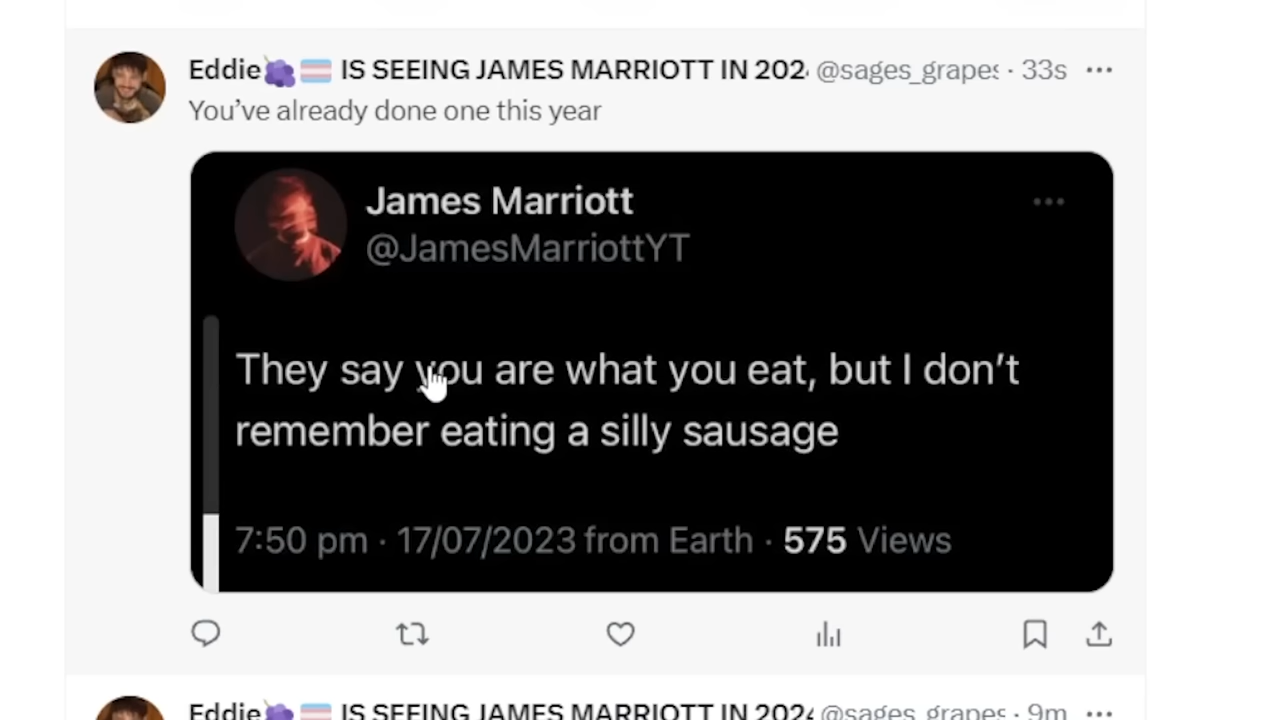 Eddie🍇🏳️‍⚧️ IS SEEING JAMES MARRIOTT IN 202 @sages_grapes · 33s
You’ve already done one this year
James Marriott
@JamesMarriottYT
They say you are what you eat, but I don’t
remember eating a silly sausage
7:50 pm · 17/07/2023 from Earth · 575 Views
Eddie🍇🏳️‍⚧️ IS SEEING JAMES MARRIOTT IN 202 @sages_grapes · 9m